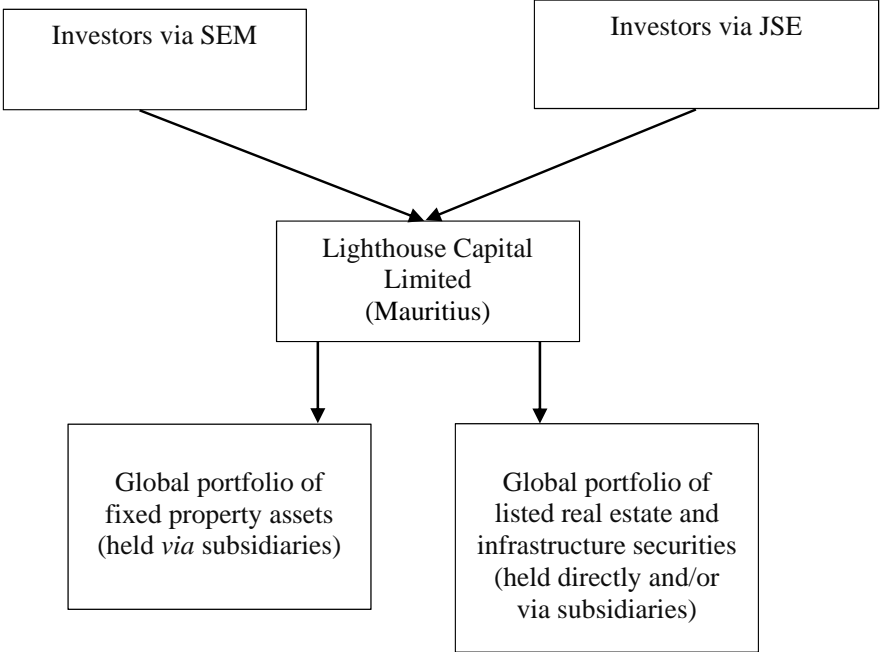 Investors via SEM
Investors via JSE
Lighthouse Capital
Limited
(Mauritius)
Global portfolio of
fixed property assets
(held via subsidiaries)
Global portfolio of
listed real estate and
infrastructure securities
(held directly and/or
via subsidiaries)